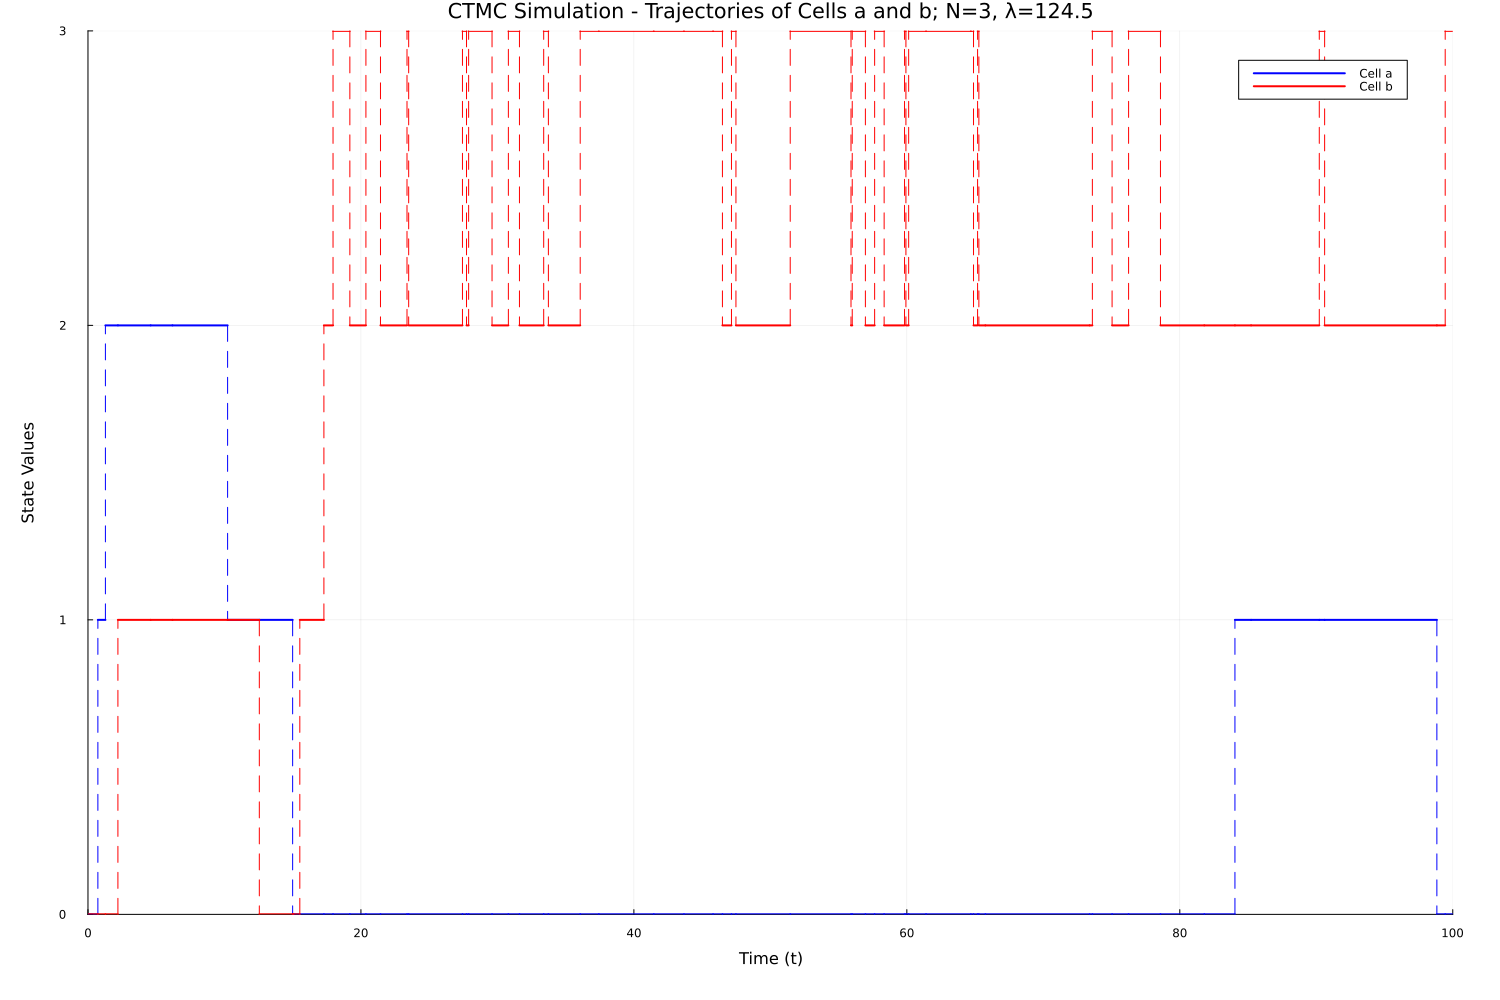 CTMC Simulation - Trajectories of Cells a and b; N=3, λ=124.5
3
Cell a
Cell b
2
State Values
1
0
0 20 40 60 80 100
Time (t)